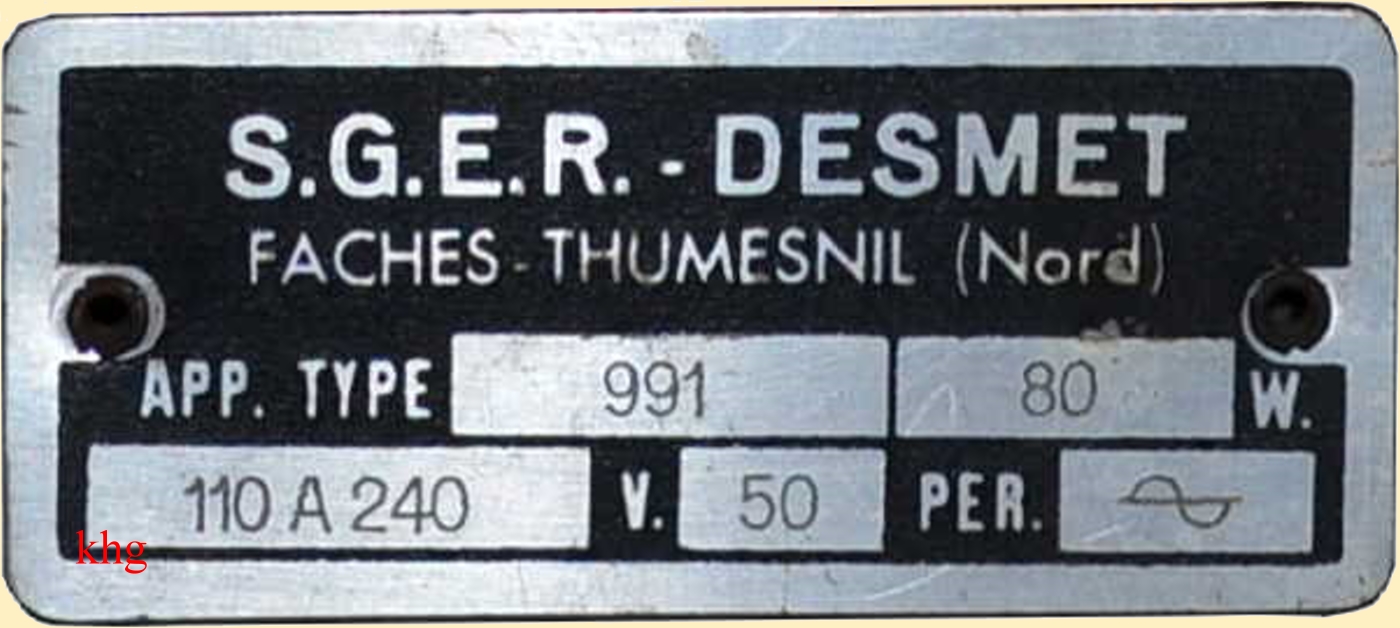 S.G.E.R. - DESMET
FACHES - THUMESNIL (Nord)
APP. TYPE 991 80 W.
110 A 240 V. 50 PER.
khg